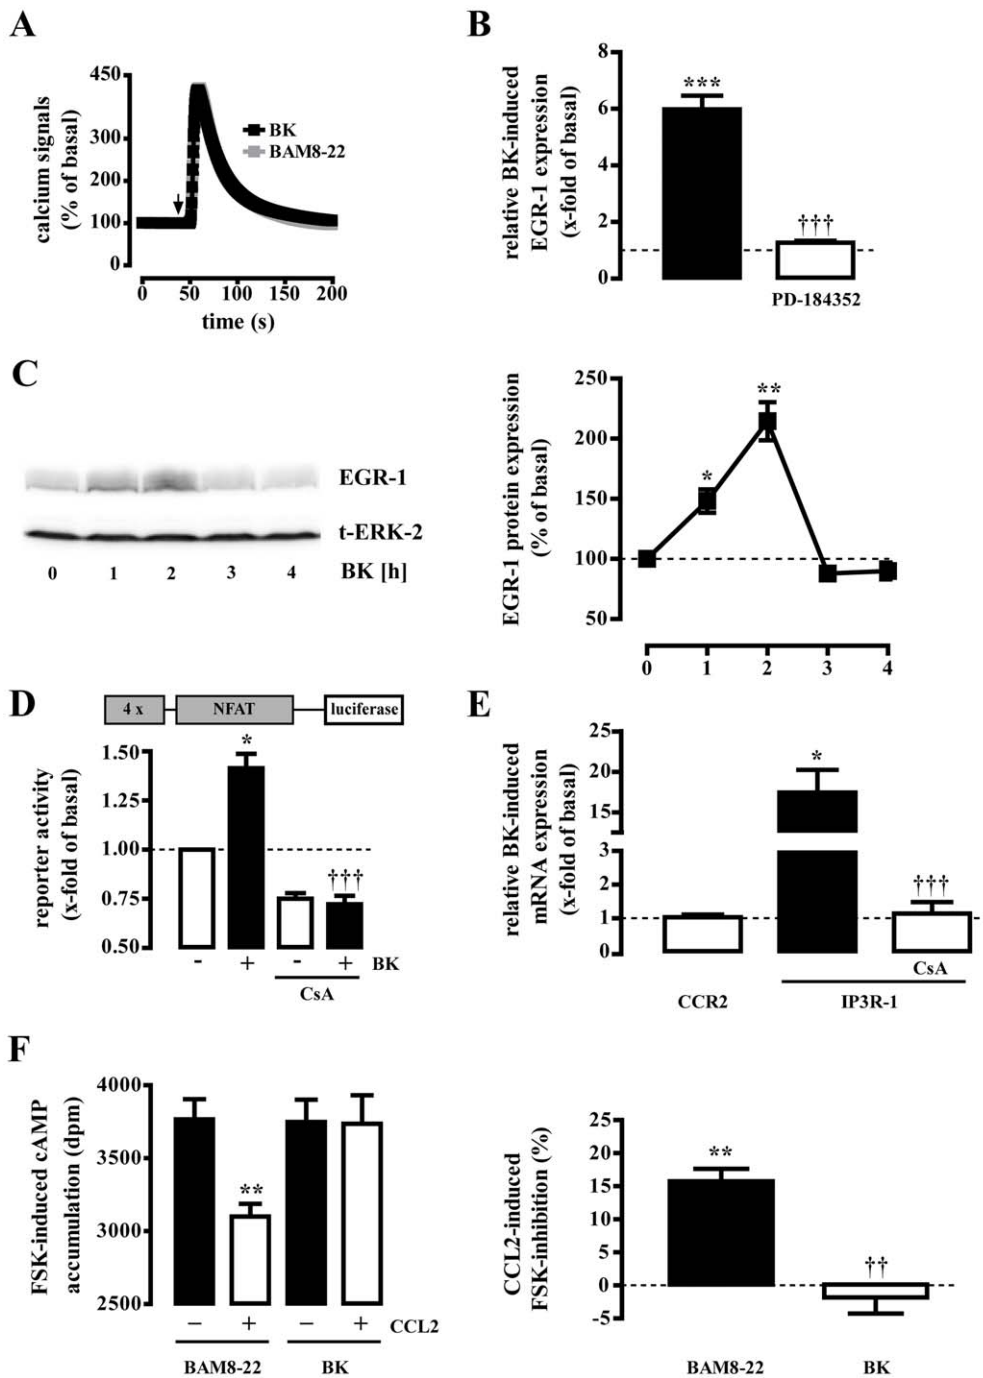 A
calcium signals
(% of basal)
450
300
200
100
0
BK
BAM8-22
0 50 100 150 200
time (s)
B
relative BK-induced
EGR-1 expression
(x-fold of basal)
8
6
4
2
0
***
†††
PD-184352
C
EGR-1
t-ERK-2
0 1 2 3 4 BK [h]
EGR-1 protein expression
(% of basal)
250
200
150
100
50
*
**
0 1 2 3 4
D
4 x NFAT luciferase
reporter activity
(x-fold of basal)
1.50
1.25
1.00
0.75
0.50
*
†††
- + - + BK
CsA
E
relative BK-induced
mRNA expression
(x-fold of basal)
25
20
15
3
2
1
0
*
†††
CsA
CCR2 IP3R-1
F
FSK-induced cAMP
accumulation (dpm)
4000
3500
3000
2500
**
− + − + CCL2
BAM8-22 BK
CCL2-induced
FSK-inhibition (%)
25
20
15
10
5
0
-5
**
††
BAM8-22 BK